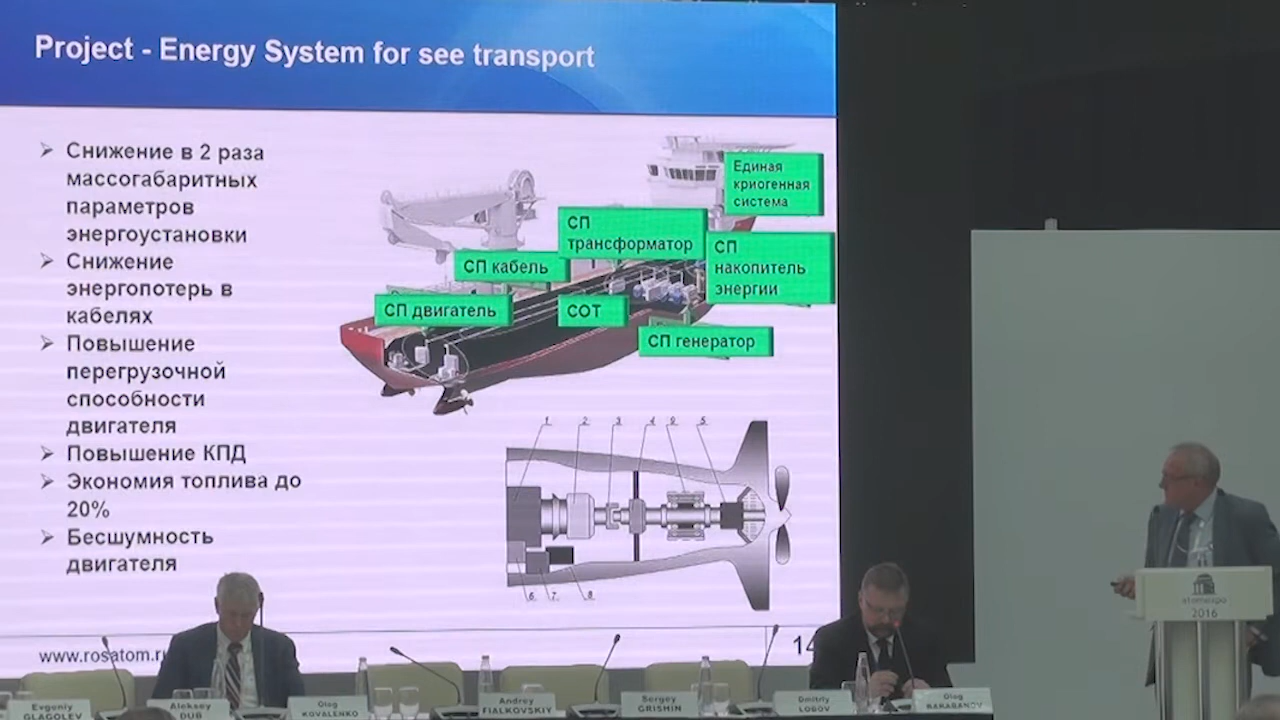 Project - Energy System for see transport
Снижение в 2 раза
массогабаритных
параметров
энергоустановки
Снижение
энергопотерь в
кабелях
Повышение
перегрузочной
способности
двигателя
Повышение КПД
Экономия топлива до
20%
Бесшумность
двигателя
Единая
криогенная
система
СП
трансформатор
СП
накопитель
энергии
СП кабель
СП двигатель
СОТ
СП генератор
1 2 3 4 9 5
6 7 8
www.rosatom.ru
14
atomexpo
2016
Evgeniy
GLAGOLEV
Aleksey
DUB
Oleg
KOVALENKO
Andrey
FIALKOVSKIY
Sergey
GRISHIN
Dmitriy
LOBOV
Oleg
BARABANOV